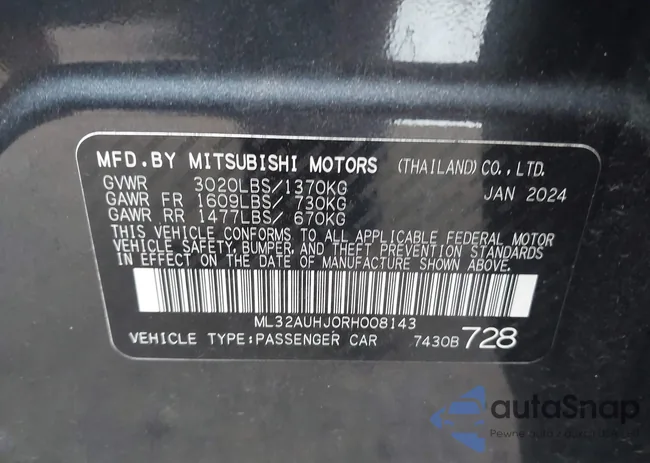 MFD.BY MITSUBISHI MOTORS (THAILAND)CO.,LTD.
GVWR 3020LBS/1370KG JAN 2024
GAWR FR 1609LBS/ 730KG
GAWR RR 1477LBS/ 670KG
THIS VEHICLE CONFORMS TO ALL APPLICABLE FEDERAL MOTOR
VEHICLE SAFETY, BUMPER, AND THEFT PREVENTION STANDARDS
IN EFFECT ON THE DATE OF MANUFACTURE SHOWN ABOVE.
ML32AUHJ0RH008143
VEHICLE TYPE:PASSENGER CAR 7430B 728
autoSnap
Pewne auta z